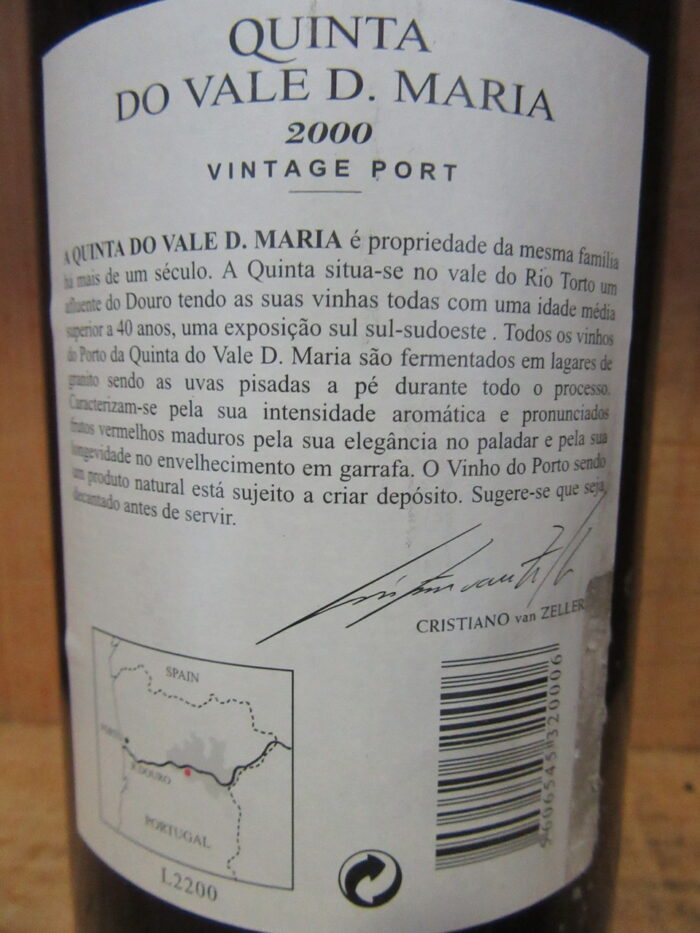 QUINTA
DO VALE D. MARIA
2000
VINTAGE PORT
A QUINTA DO VALE D. MARIA é propriedade da mesma família
há mais de um século. A Quinta situa-se no vale do Rio Torto um
afluente do Douro tendo as suas vinhas todas com uma idade média
superior a 40 anos, uma exposição sul sul-sudoeste . Todos os vinhos
do Porto da Quinta do Vale D. Maria são fermentados em lagares de
granito sendo as uvas pisadas a pé durante todo o processo.
Caracterizam-se pela sua intensidade aromática e pronunciados
frutos vermelhos maduros pela sua elegância no paladar e pela sua
longevidade no envelhecimento em garrafa. O Vinho do Porto sendo
um produto natural está sujeito a criar depósito. Sugere-se que seja
decantado antes de servir.
CRISTIANO van ZELLER
SPAIN
PORTO
R.DOURO
PORTUGAL
L2200
5606545320006